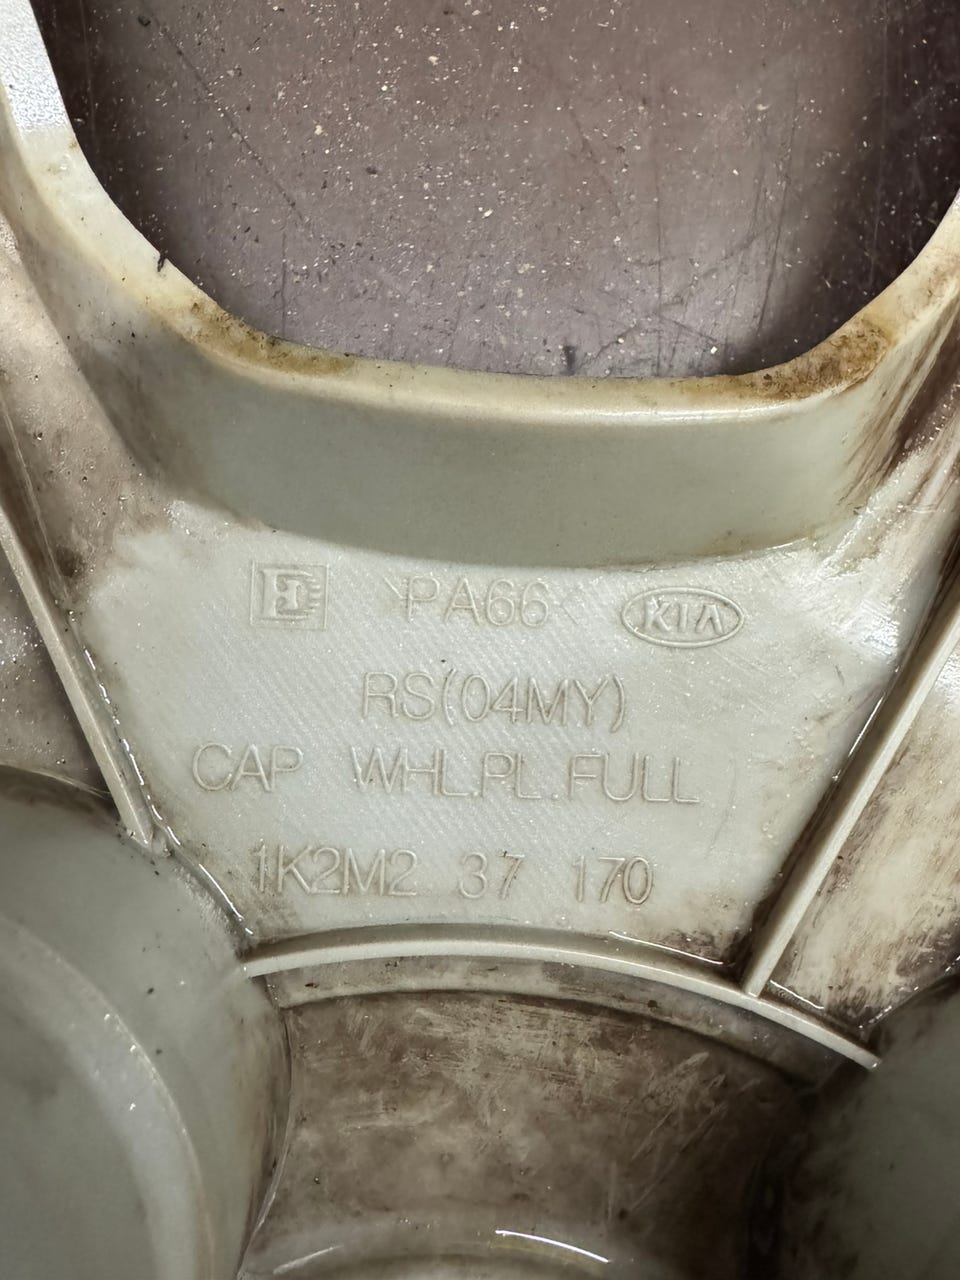 E >PA66< KIA
RS(04MY)
CAP WHL.PL.FULL
1K2M2 37 170